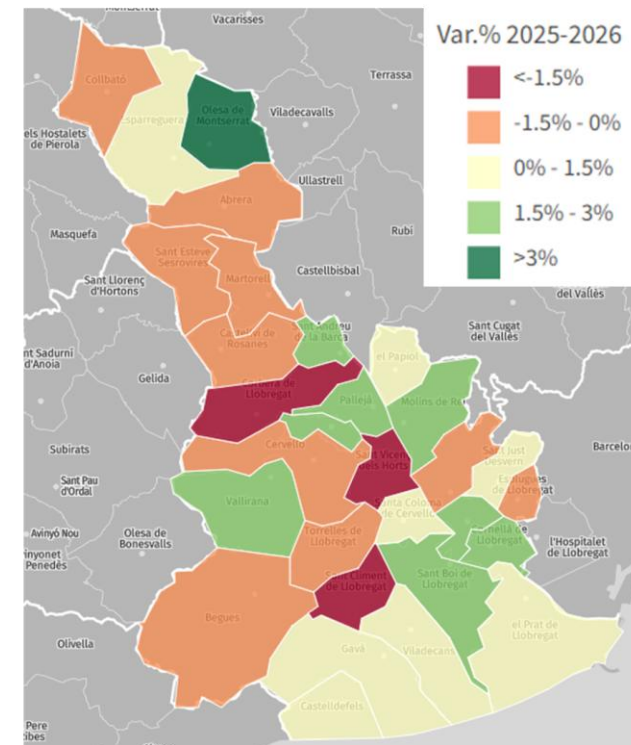 Montserrat
Vacarisses
Var.% 2025-2026
<-1.5%
-1.5% - 0%
0% - 1.5%
1.5% - 3%
>3%
Terrassa
Collbató
Olesa de
Montserrat
Viladecavalls
Esparreguera
els Hostalets
de Pierola
Ullastrell
Abrera
Rubí
Masquefa
Sant Esteve
Sesrovires
Martorell
Castellbisbal
Sant Llorenç
d'Hortons
del Vallès
Sant Andreu
de la Barca
Castellví de
Rosanes
Sant Cugat
del Vallès
nt Sadurní
d'Anoia
el Papiol
Gelida
Corbera de
Llobregat
Pallejà
Molins de Rei
Subirats
Cervelló
Sant Vicenç
dels Horts
Sant Just
Desvern
Barcelo
Esplugues
de Llobregat
Sant Pau
d'Ordal
Vallirana
Santa Coloma
de Cervelló
Avinyó Nou
Olesa de
Bonesvalls
Torrelles de
Llobregat
Cornellà de
Llobregat
l'Hospitalet
de Llobregat
vinyonet
Penedès
Sant Climent
de Llobregat
Sant Boi de
Llobregat
Begues
el Prat de
Llobregat
Olivella
Gavà
Viladecans
Castelldefels
Pere
ibes